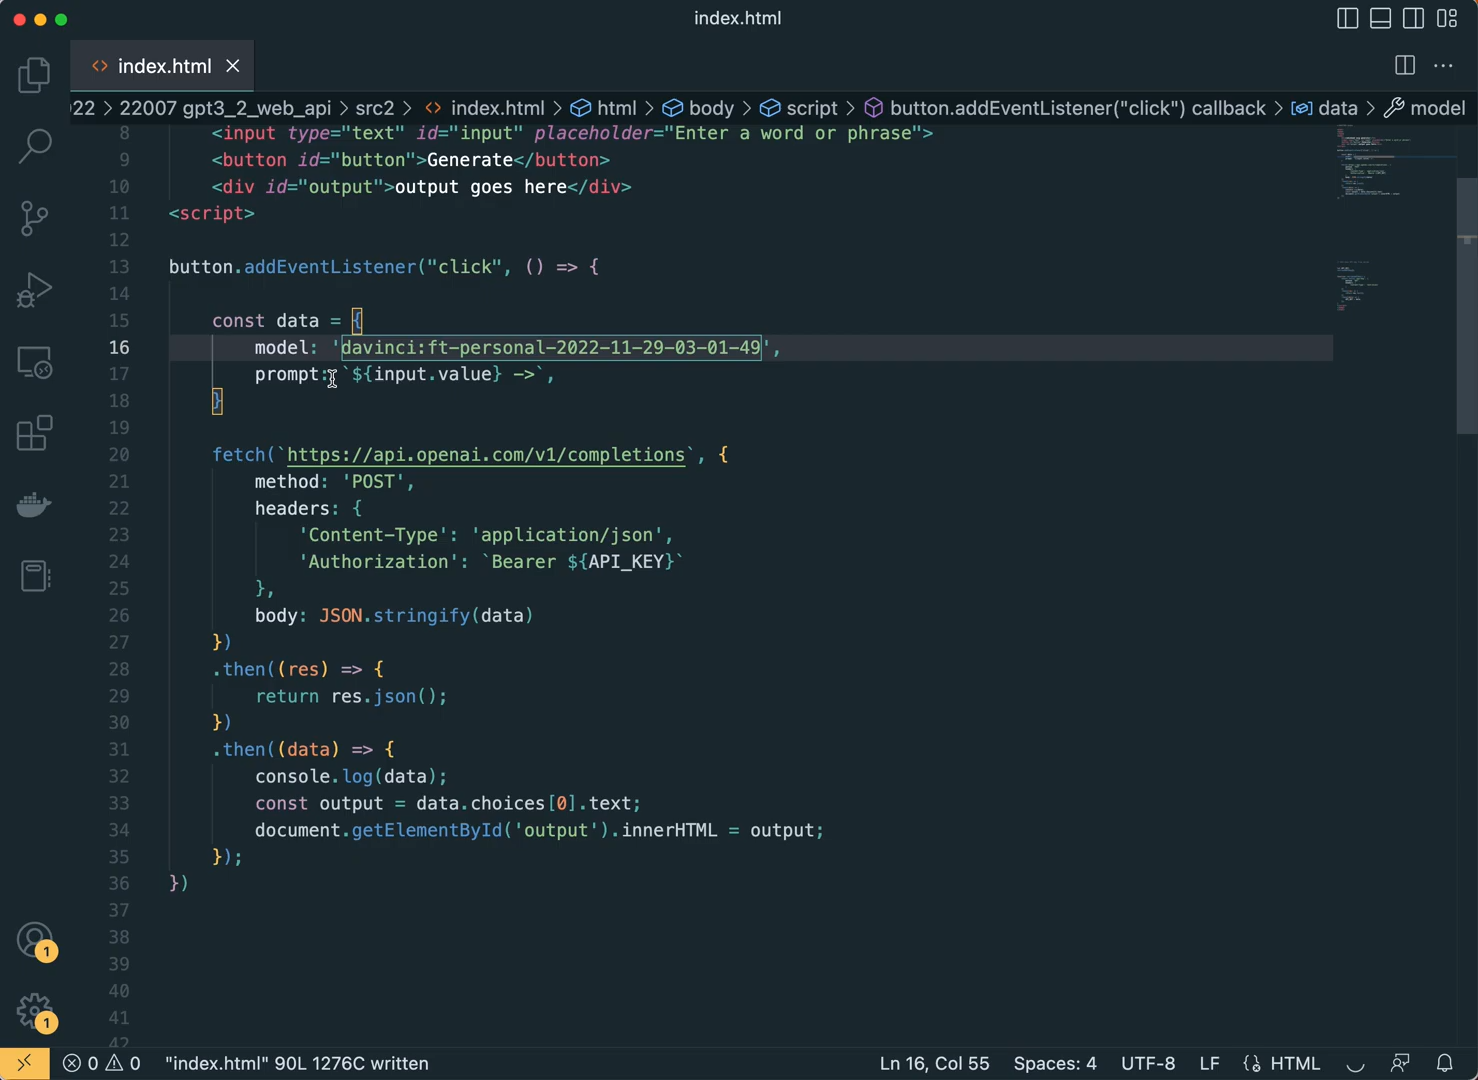 index.html
index.html
022 > 22007 gpt3_2_web_api > src2 > index.html > html > body > script > button.addEventListener("click") callback > data > model
8 <input type="text" id="input" placeholder="Enter a word or phrase">
9 <button id="button">Generate</button>
10 <div id="output">output goes here</div>
11 <script>
12
13 button.addEventListener("click", () => {
14
15 const data = {
16 model: 'davinci:ft-personal-2022-11-29-03-01-49',
17 prompt: `${input.value} ->`,
18 }
19
20 fetch(`https://api.openai.com/v1/completions`, {
21 method: 'POST',
22 headers: {
23 'Content-Type': 'application/json',
24 'Authorization': `Bearer ${API_KEY}`
25 },
26 body: JSON.stringify(data)
27 })
28 .then((res) => {
29 return res.json();
30 })
31 .then((data) => {
32 console.log(data);
33 const output = data.choices[0].text;
34 document.getElementById('output').innerHTML = output;
35 });
36 })
37
38
39
40
41
42
1
1
0 0 "index.html" 90L 1276C written Ln 16, Col 55 Spaces: 4 UTF-8 LF HTML